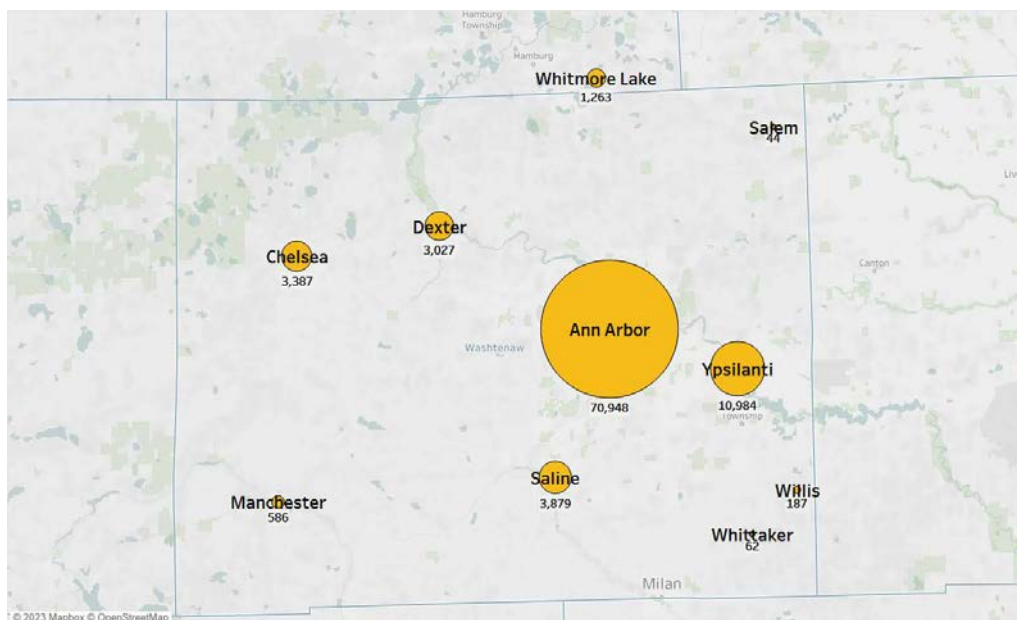 Hamburg
Township
Hamburg
Whitmore Lake
1,263
Salem
44
Dexter
3,027
Chelsea
3,387
Canton
Ann Arbor
70,948
Washtenaw
Ypsilanti
10,984
Township
Saline
3,879
Willis
187
Manchester
586
Whittaker
62
Milan
© 2023 Mapbox © OpenStreetMap